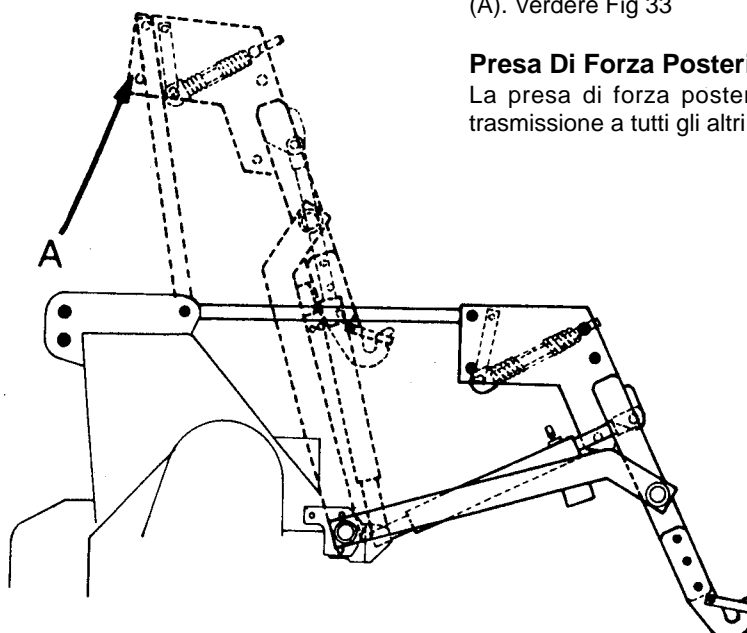 (A). Verdere Fig 33
Presa Di Forza Posteri
La presa di forza poster
trasmissione a tutti gli altri
A